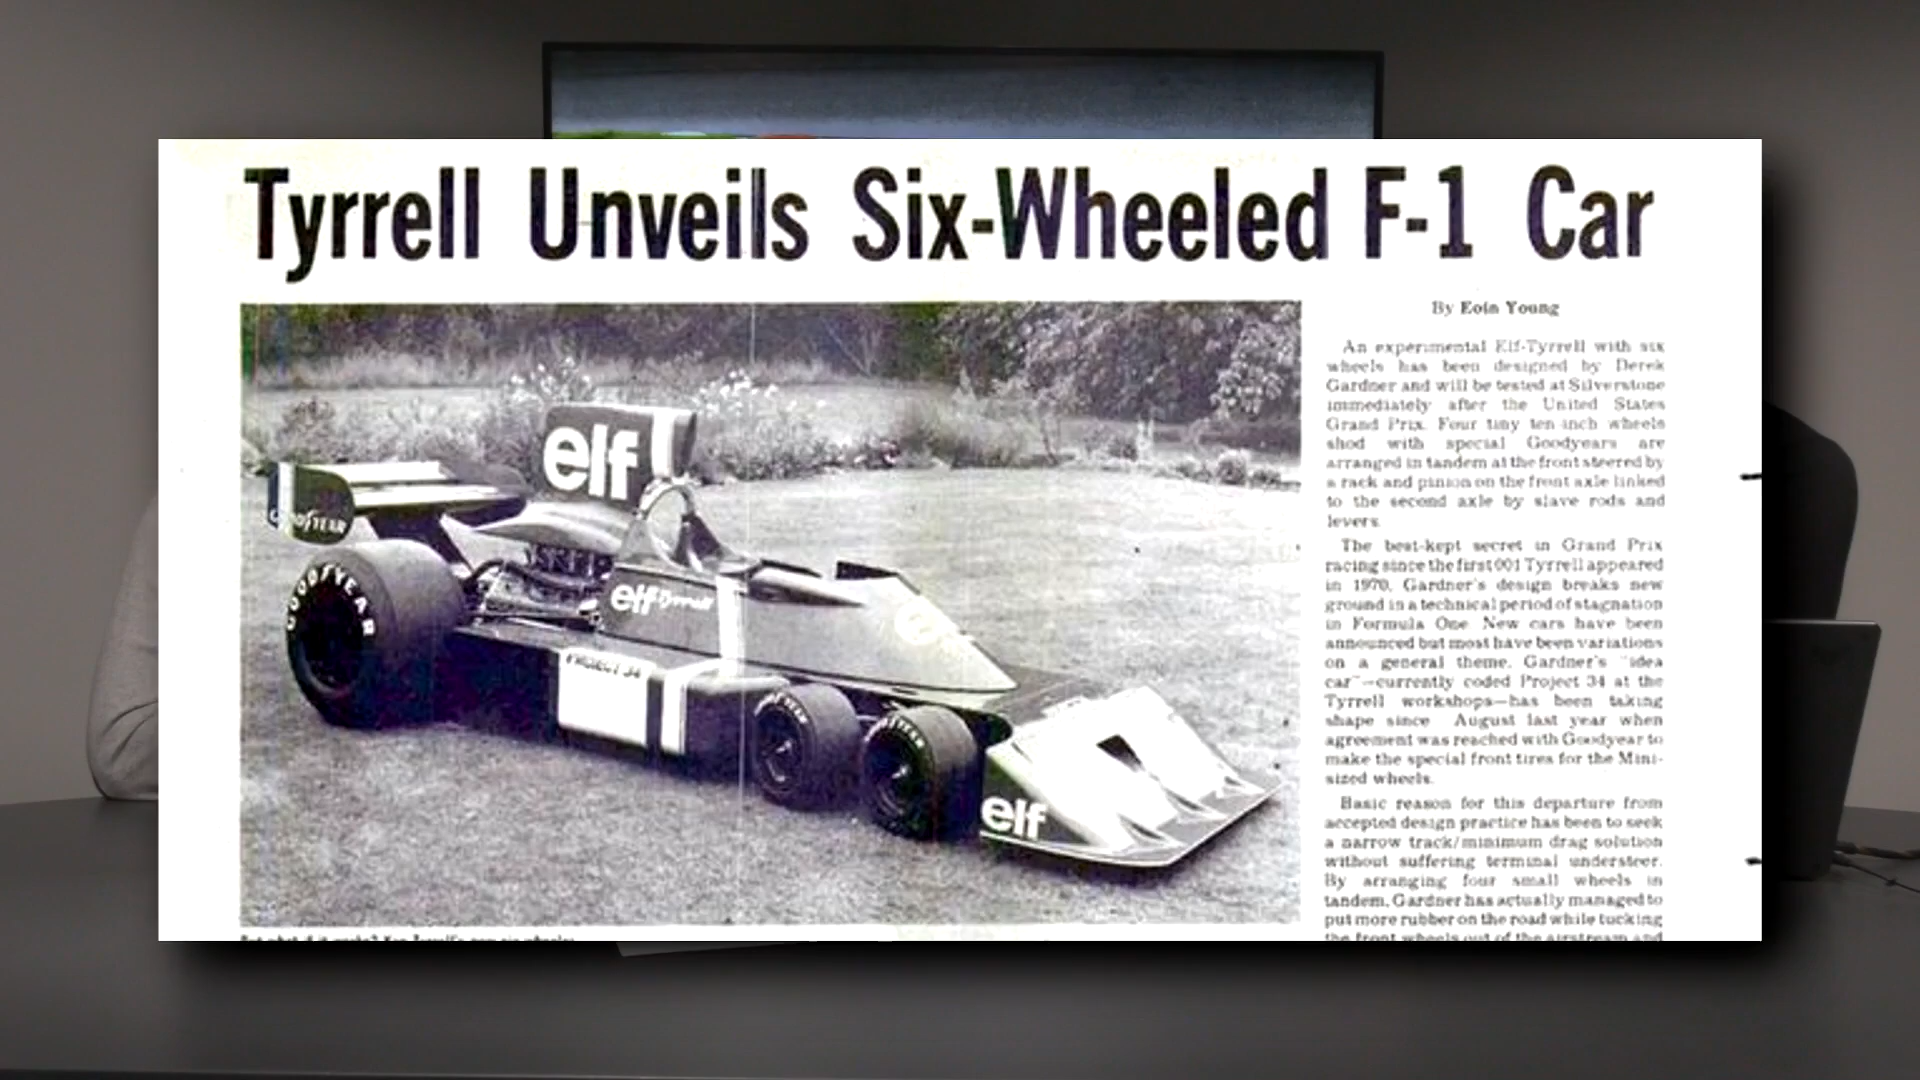 Tyrrell Unveils Six-Wheeled F-1 Car
By Eoin Young
An experimental Elf-Tyrrell with six
wheels has been designed by Derek
Gardner and will be tested at Silverstone
immediately after the United States
Grand Prix. Four tiny ten-inch wheels
shod with special Goodyears are
arranged in tandem at the front steered by
a rack and pinion on the front axle linked
to the second axle by slave rods and
levers.
The best-kept secret in Grand Prix
racing since the first 001 Tyrrell appeared
in 1970, Gardner's design breaks new
ground in a technical period of stagnation
in Formula One. New cars have been
announced but most have been variations
on a general theme. Gardner's "idea
car"—currently coded Project 34 at the
Tyrrell workshops—has been taking
shape since August last year when
agreement was reached with Goodyear to
make the special front tires for the Mini-
sized wheels.
Basic reason for this departure from
accepted design practice has been to seek
a narrow track/minimum drag solution
without suffering terminal understeer.
By arranging four small wheels in
tandem, Gardner has actually managed to
put more rubber on the road while tucking
the front wheels out of the airstream and
elf
GOODYEAR
GOODYEAR
elf Tyrrell
PROJECT 34
elf